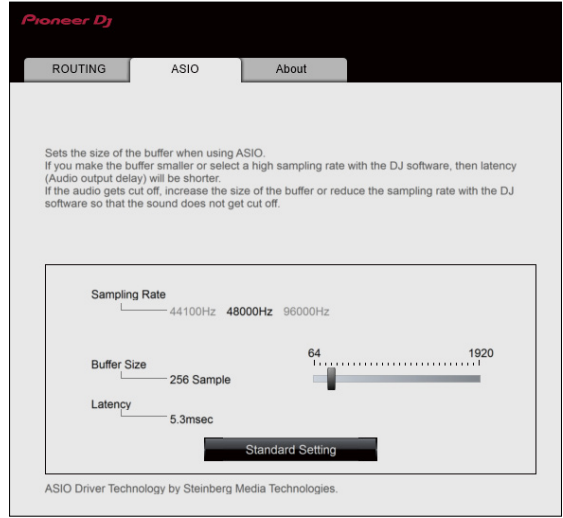 Pioneer Dj
ROUTING ASIO About
Sets the size of the buffer when using ASIO.
If you make the buffer smaller or select a high sampling rate with the DJ software, then latency
(Audio output delay) will be shorter.
If the audio gets cut off, increase the size of the buffer or reduce the sampling rate with the DJ
software so that the sound does not get cut off.
Sampling Rate
44100Hz 48000Hz 96000Hz
64 1920
Buffer Size
256 Sample
Latency
5.3msec
Standard Setting
ASIO Driver Technology by Steinberg Media Technologies.